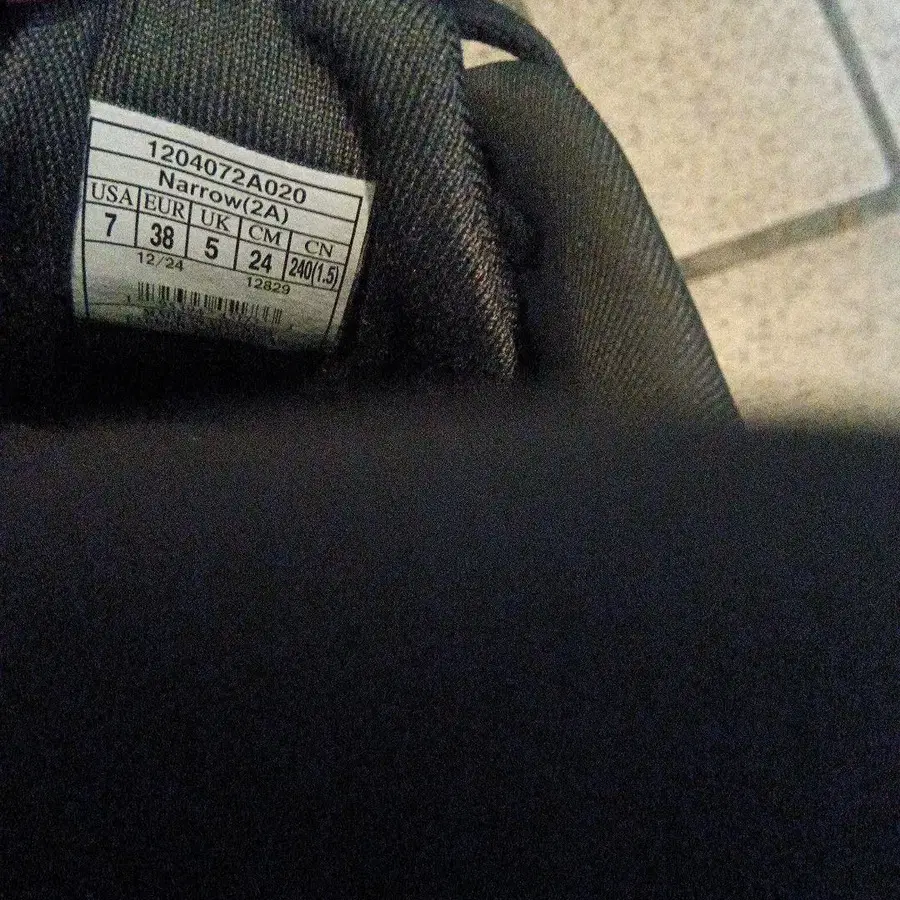 1204072A020
Narrow(2A)
USA EUR UK CM CN
7 38 5 24 240(1.5)
12/24 12829